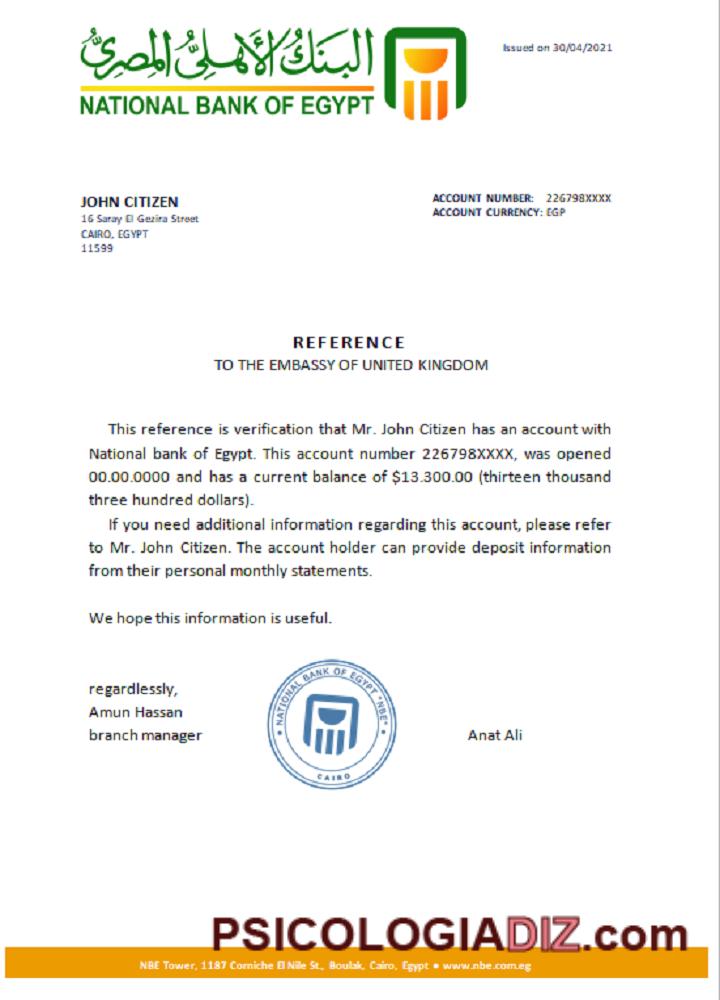 البنك الأهلي المصري
NATIONAL BANK OF EGYPT
Issued on 30/04/2021
JOHN CITIZEN
16 Saray El Gezira Street
CAIRO, EGYPT
11599
ACCOUNT NUMBER: 226798XXXX
ACCOUNT CURRENCY: EGP
REFERENCE
TO THE EMBASSY OF UNITED KINGDOM
This reference is verification that Mr. John Citizen has an account with
National bank of Egypt. This account number 226798XXXX, was opened
00.00.0000 and has a current balance of $13.300.00 (thirteen thousand
three hundred dollars).
If you need additional information regarding this account, please refer
to Mr. John Citizen. The account holder can provide deposit information
from their personal monthly statements.
We hope this information is useful.
regardlessly,
Amun Hassan
branch manager
NATIONAL BANK OF EGYPT "NBE"
CAIRO
Anat Ali
PSICOLOGIADIZ.com
NBE Tower, 1187 Corniche El Nile St., Boulak, Cairo, Egypt • www.nbe.com.eg